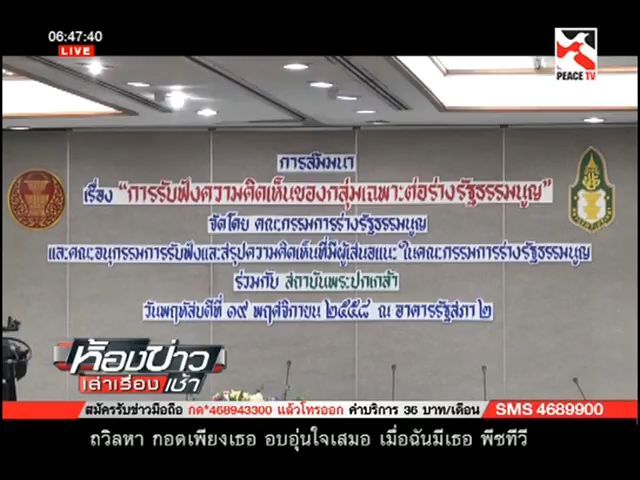 06:47:40
LIVE
PEACE TV
การสัมมนา
เรื่อง "การรับฟังความคิดเห็นของกลุ่มเฉพาะต่อร่างรัฐธรรมนูญ"
จัดโดย คณะกรรมการร่างรัฐธรรมนูญ
และคณะอนุกรรมการรับฟังและสรุปความคิดเห็นที่มีผู้เสนอแนะในคณะกรรมการร่างรัฐธรรมนูญ
ร่วมกับ สถาบันพระปกเกล้า
วันพฤหัสบดีที่ ๑๙ พฤศจิกายน ๒๕๕๘ ณ อาคารรัฐสภา ๒
ห้องข่าว
เล่าเรื่อง เช้า
สมัครรับข่าวมือถือ กด*468943300 แล้วโทรออก ค่าบริการ 36 บาท/เดือน SMS 4689900
ถวิลหา กอดเพียงเธอ อบอุ่นใจเสมอ เมื่อฉันมีเธอ พีซทีวี